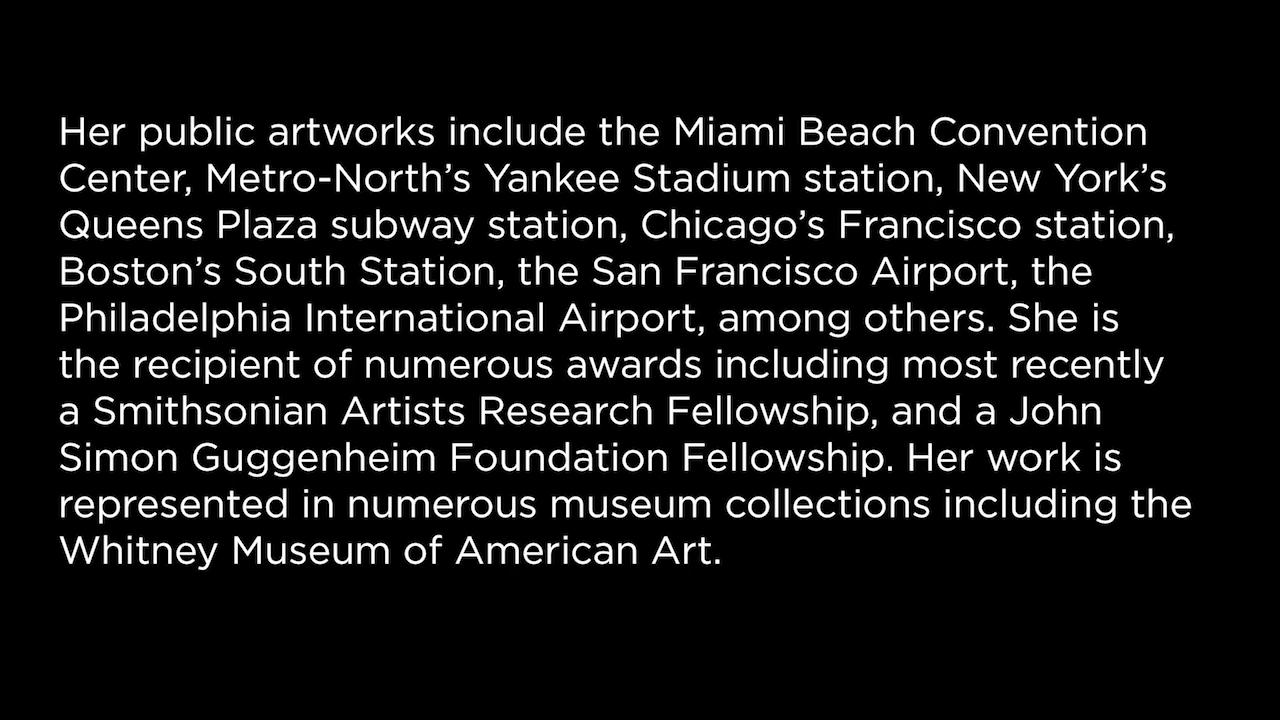 Her public artworks include the Miami Beach Convention
Center, Metro-North’s Yankee Stadium station, New York’s
Queens Plaza subway station, Chicago’s Francisco station,
Boston’s South Station, the San Francisco Airport, the
Philadelphia International Airport, among others. She is
the recipient of numerous awards including most recently
a Smithsonian Artists Research Fellowship, and a John
Simon Guggenheim Foundation Fellowship. Her work is
represented in numerous museum collections including the
Whitney Museum of American Art.